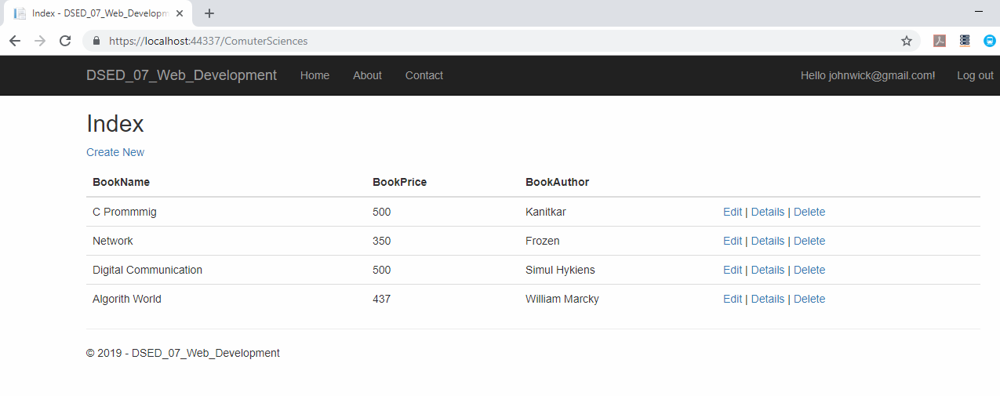 Index - DSED_07_Web_Developm
https://localhost:44337/ComuterSciences
DSED_07_Web_Development Home About Contact Hello johnwick@gmail.com! Log out
Index
Create New
BookName BookPrice BookAuthor
C Prommmig 500 Kanitkar Edit | Details | Delete
Network 350 Frozen Edit | Details | Delete
Digital Communication 500 Simul Hykiens Edit | Details | Delete
Algorith World 437 William Marcky Edit | Details | Delete
© 2019 - DSED_07_Web_Development